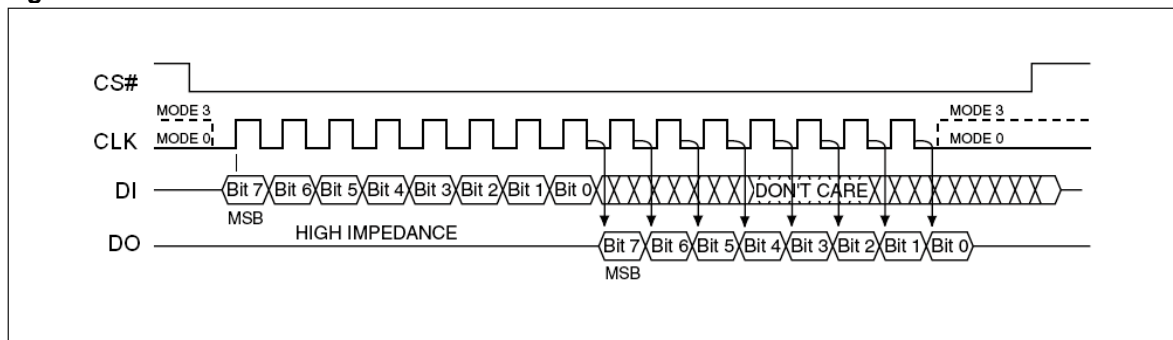 CS#
MODE 3 MODE 3
CLK MODE 0 MODE 0
DI Bit 7 Bit 6 Bit 5 Bit 4 Bit 3 Bit 2 Bit 1 Bit 0 DON'T CARE
MSB
HIGH IMPEDANCE
DO Bit 7 Bit 6 Bit 5 Bit 4 Bit 3 Bit 2 Bit 1 Bit 0
MSB